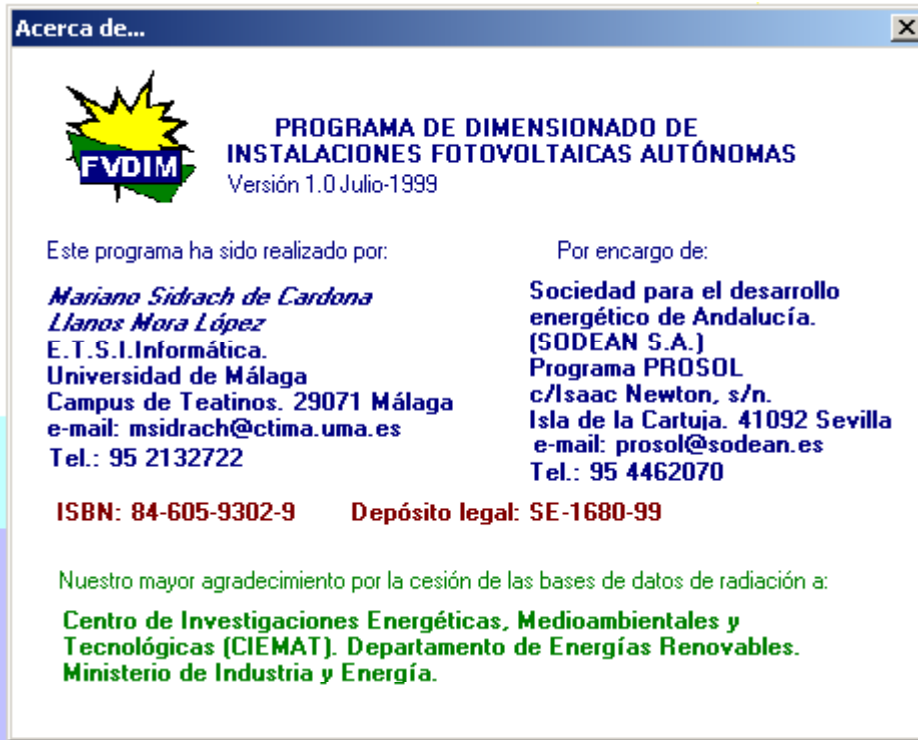 Acerca de...
FVDIM
PROGRAMA DE DIMENSIONADO DE
INSTALACIONES FOTOVOLTAICAS AUTÓNOMAS
Versión 1.0 Julio-1999
Este programa ha sido realizado por:
Mariano Sidrach de Cardona
Llanos Mora López
E.T.S.I.Informática.
Universidad de Málaga
Campus de Teatinos. 29071 Málaga
e-mail: msidrach@ctima.uma.es
Tel.: 95 2132722
Por encargo de:
Sociedad para el desarrollo
energético de Andalucía.
(SODEAN S.A.)
Programa PROSOL
c/Isaac Newton, s/n.
Isla de la Cartuja. 41092 Sevilla
e-mail: prosol@sodean.es
Tel.: 95 4462070
ISBN: 84-605-9302-9 Depósito legal: SE-1680-99
Nuestro mayor agradecimiento por la cesión de las bases de datos de radiación a:
Centro de Investigaciones Energéticas, Medioambientales y
Tecnológicas (CIEMAT). Departamento de Energías Renovables.
Ministerio de Industria y Energía.